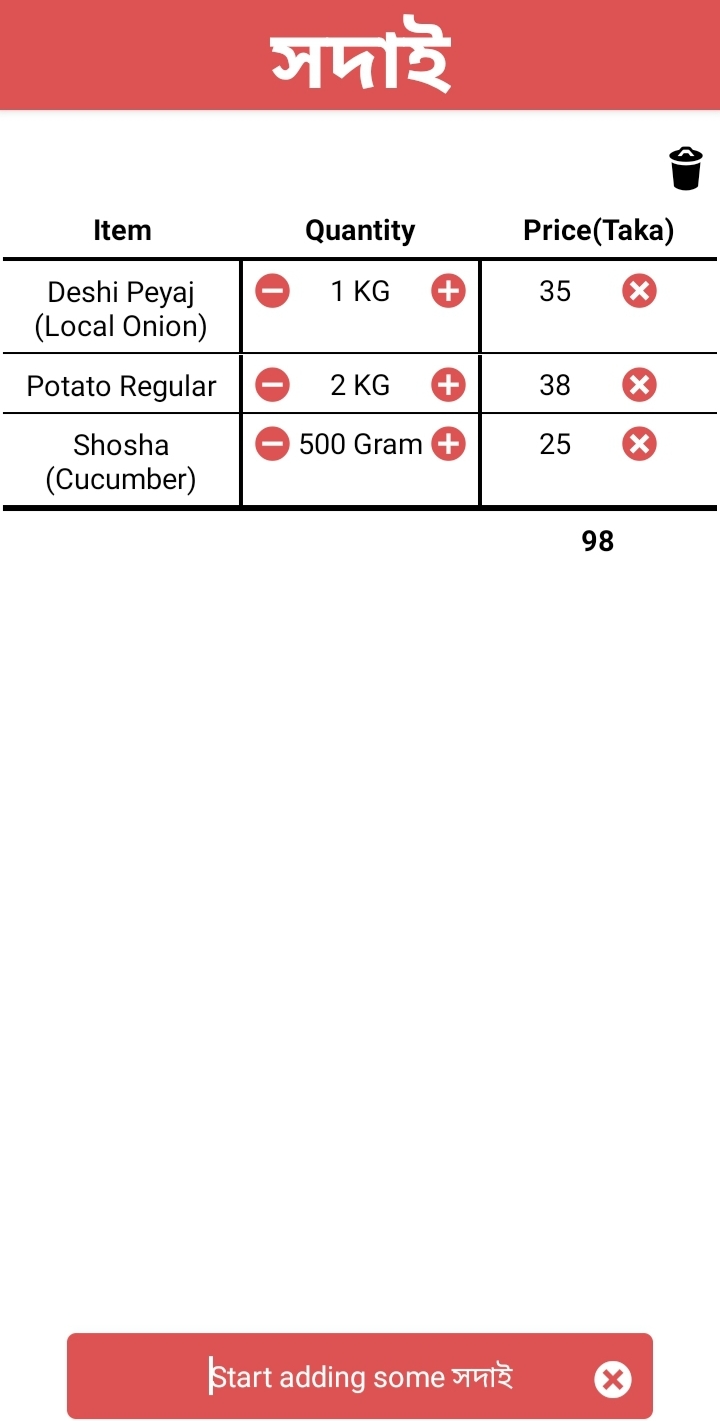 সদাই
Item Quantity Price(Taka)
Deshi Peyaj 1 KG 35
(Local Onion)
Potato Regular 2 KG 38
Shosha 500 Gram 25
(Cucumber)
98
Start adding some সদাই